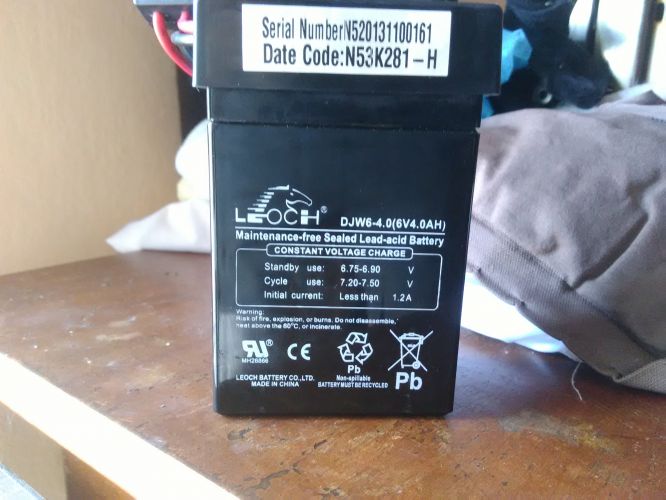 Serial NumberN520131100161
Date Code:N53K281-H
LEOCH®
DJW6-4.0(6V4.0AH)
Maintenance-free Sealed Lead-acid Battery
CONSTANT VOLTAGE CHARGE
Standby use: 6.75-6.90 V
Cycle use: 7.20-7.50 V
Initial current: Less than 1.2A
Warning:
Risk of fire, explosion, or burns. Do not disassemble,
heat above the 60°C, or incinerate.
MH26866
CE
Pb
Non-spillable
BATTERY MUST BE RECYCLED
Pb
LEOCH BATTERY CO.,LTD.
MADE IN CHINA